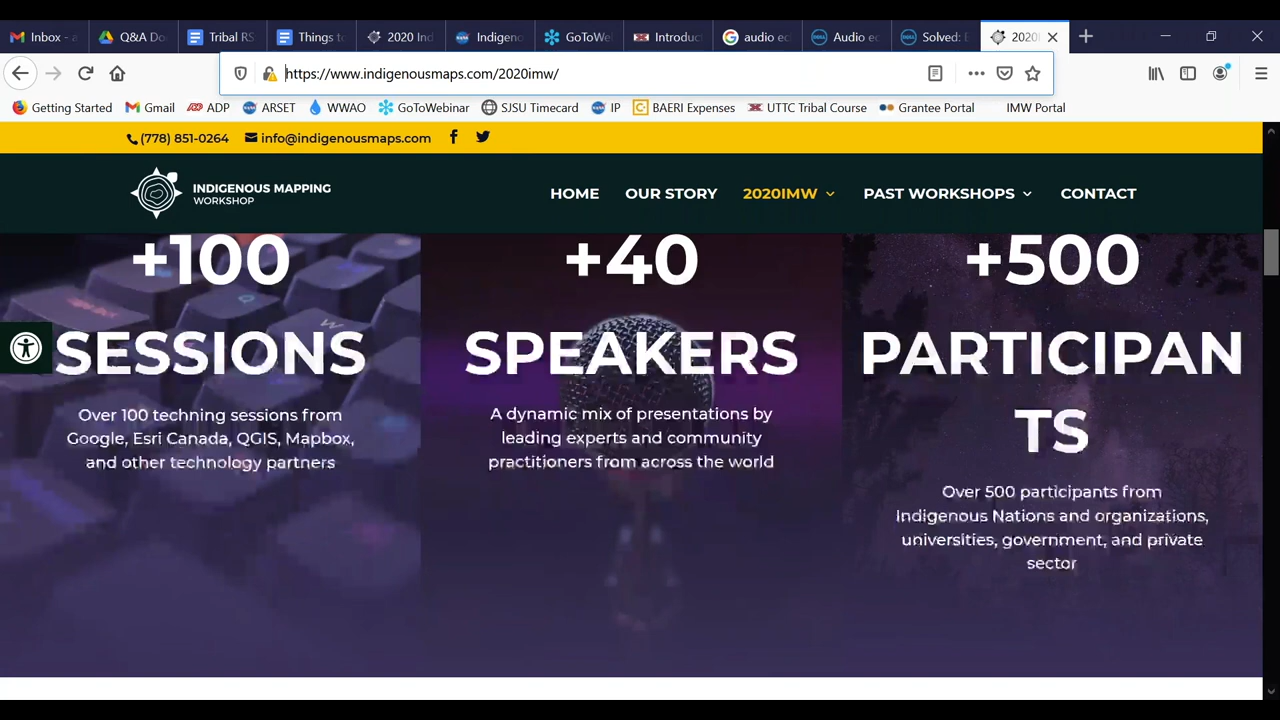 Inbox - a
Q&A Do
Tribal RS
Things to
2020 Ind
Indigeno
GoToWel
Introduc
audio ed
Audio ec
Solved: E
2020I
https://www.indigenousmaps.com/2020imw/
Getting Started
Gmail
ADP
ARSET
WWAO
GoToWebinar
SJSU Timecard
IP
BAERI Expenses
UTTC Tribal Course
Grantee Portal
IMW Portal
(778) 851-0264
info@indigenousmaps.com
INDIGENOUS MAPPING
WORKSHOP
HOME
OUR STORY
2020IMW
PAST WORKSHOPS
CONTACT
+100
SESSIONS
Over 100 techning sessions from
Google, Esri Canada, QGIS, Mapbox,
and other technology partners
+40
SPEAKERS
A dynamic mix of presentations by
leading experts and community
practitioners from across the world
+500
PARTICIPAN
TS
Over 500 participants from
Indigenous Nations and organizations,
universities, government, and private
sector